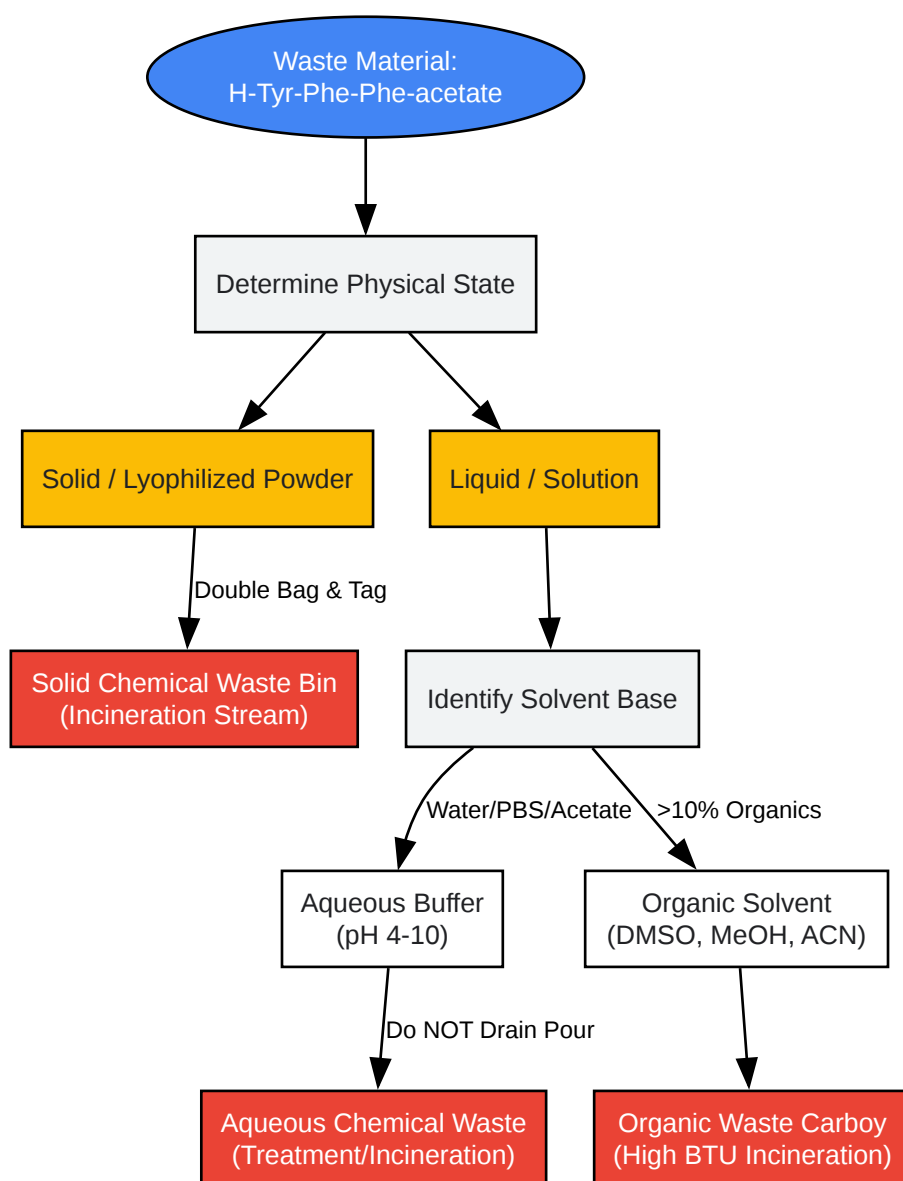 Waste Material:
H-Tyr-Phe-Phe-acetate
Determine Physical State
Solid / Lyophilized Powder
Liquid / Solution
Double Bag & Tag
Solid Chemical Waste Bin
(Incineration Stream)
Identify Solvent Base
Water/PBS/Acetate
>10% Organics
Aqueous Buffer
(pH 4-10)
Organic Solvent
(DMSO, MeOH, ACN)
Do NOT Drain Pour
Aqueous Chemical Waste
(Treatment/Incineration)
Organic Waste Carboy
(High BTU Incineration)